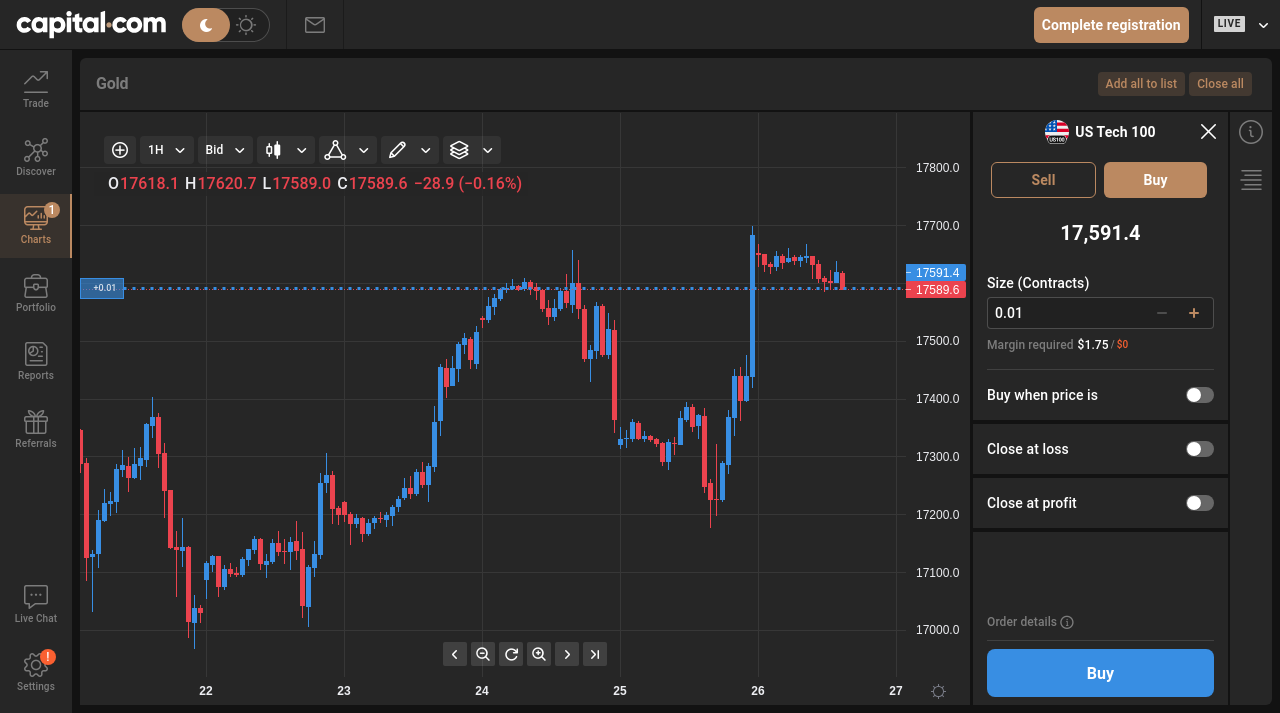 capital.com
Complete registration
LIVE
Trade
Discover
1
Charts
Portfolio
Reports
Referrals
Live Chat
!
Settings
Gold
Add all to list
Close all
1H
Bid
O17618.1 H17620.7 L17589.0 C17589.6 −28.9 (−0.16%)
+0.01
17800.0
17700.0
17591.4
17589.6
17500.0
17400.0
17300.0
17200.0
17100.0
17000.0
22 23 24 25 26 27
US100
US Tech 100
Sell
Buy
17,591.4
Size (Contracts)
0.01
Margin required $1.75 / $0
Buy when price is
Close at loss
Close at profit
Order details
Buy